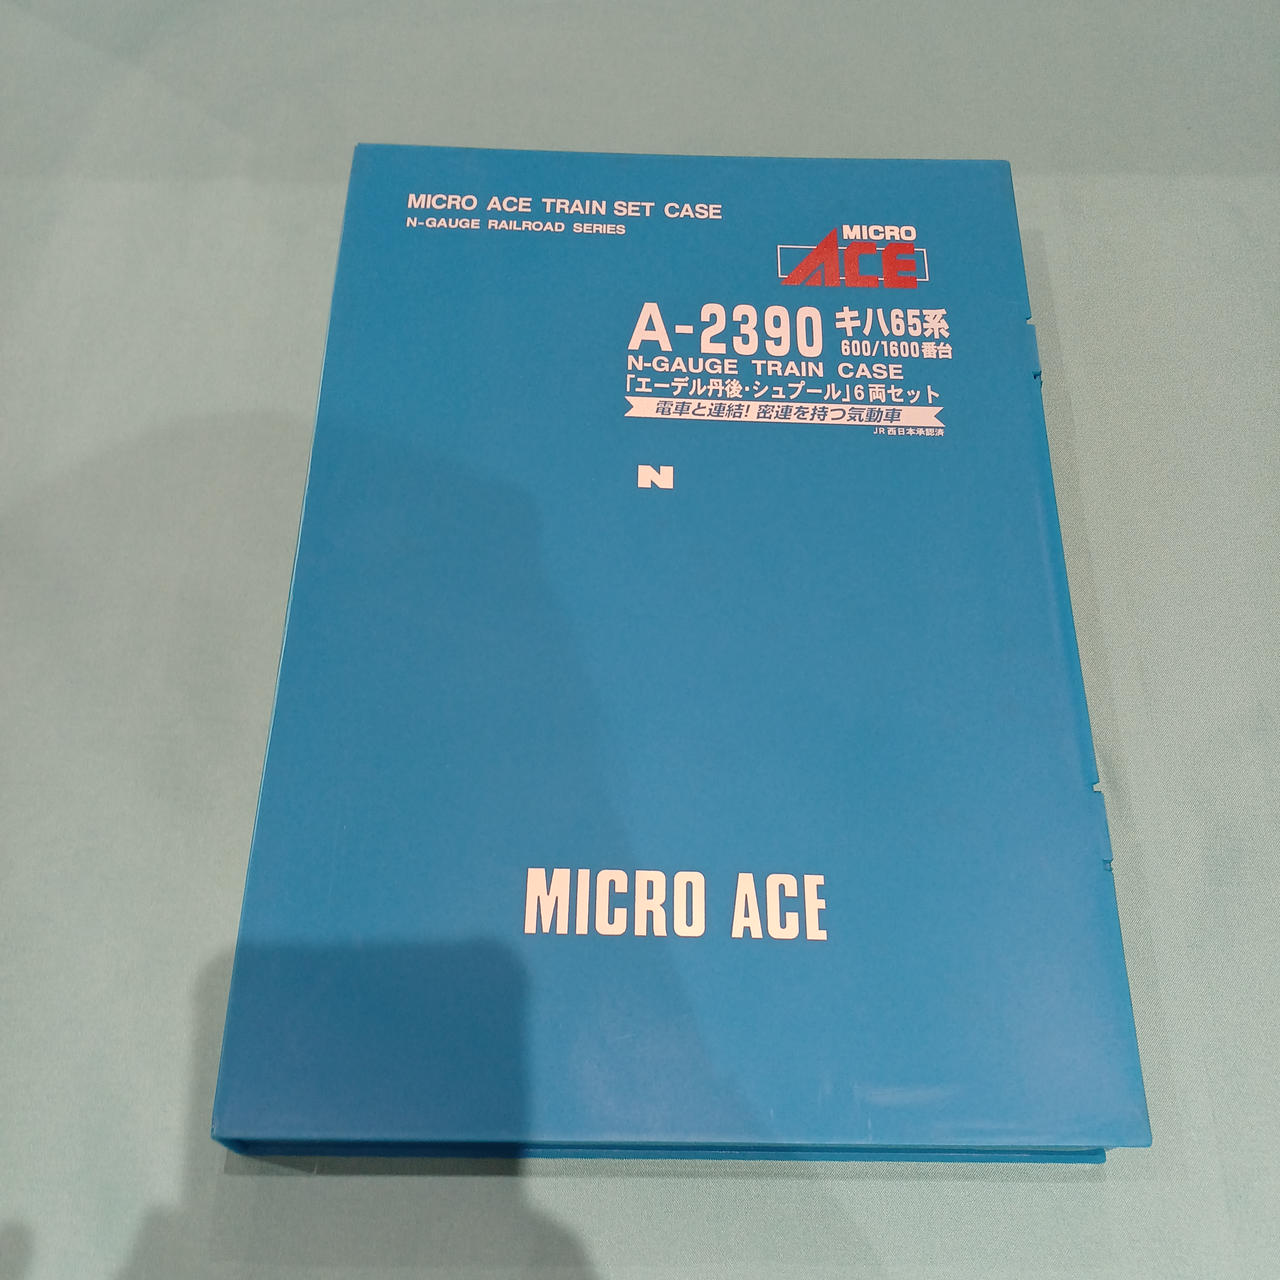 MICRO ACE TRAIN SET CASE
N-GAUGE RAILROAD SERIES
MICRO
ACE
A-2390 キハ65系
600/1600番台
N-GAUGE TRAIN CASE
「エーデル丹後・シュプール」6両セット
電車と連結!密連を持つ気動車
JR西日本承認済
N
MICRO ACE